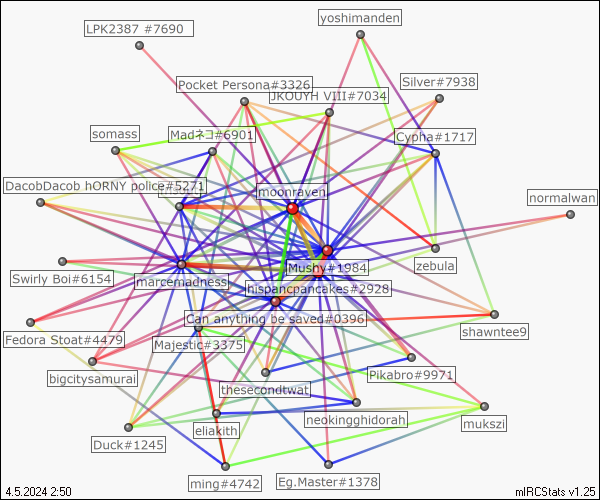 yoshimanden
LPK2387 #7690
Silver#7938
Pocket Persona#3326
JKOUYH VIII#7034
somass
Madネコ#6901
Cypha#1717
DacobDacob hORNY police#5271
moonraven
normalwan
Swirly Boi#6154
marcemadness
Mushy#1984
zebula
hispancpancakes#2928
Can anything be saved#0396
Fedora Stoat#4479
Majestic#3375
shawntee9
bigcitysamurai
thesecondtwat
Pikabro#9971
neokingghidorah
mukszi
Duck#1245
eliakith
ming#4742
Eg.Master#1378
4.5.2024 2:50
mIRCStats v1.25